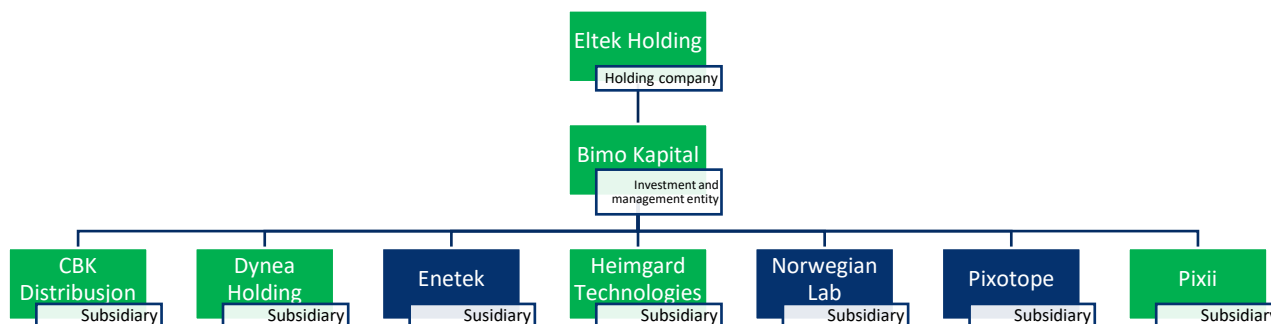 Eltek Holding
Holding company
Bimo Kapital
Investment and
management entity
CBK
Distribusjon
Subsidiary
Dynea
Holding
Subsidiary
Enetek
Susidiary
Heimgard
Technologies
Subsidiary
Norwegian
Lab
Subsidiary
Pixotope
Subsidiary
Pixii
Subsidiary